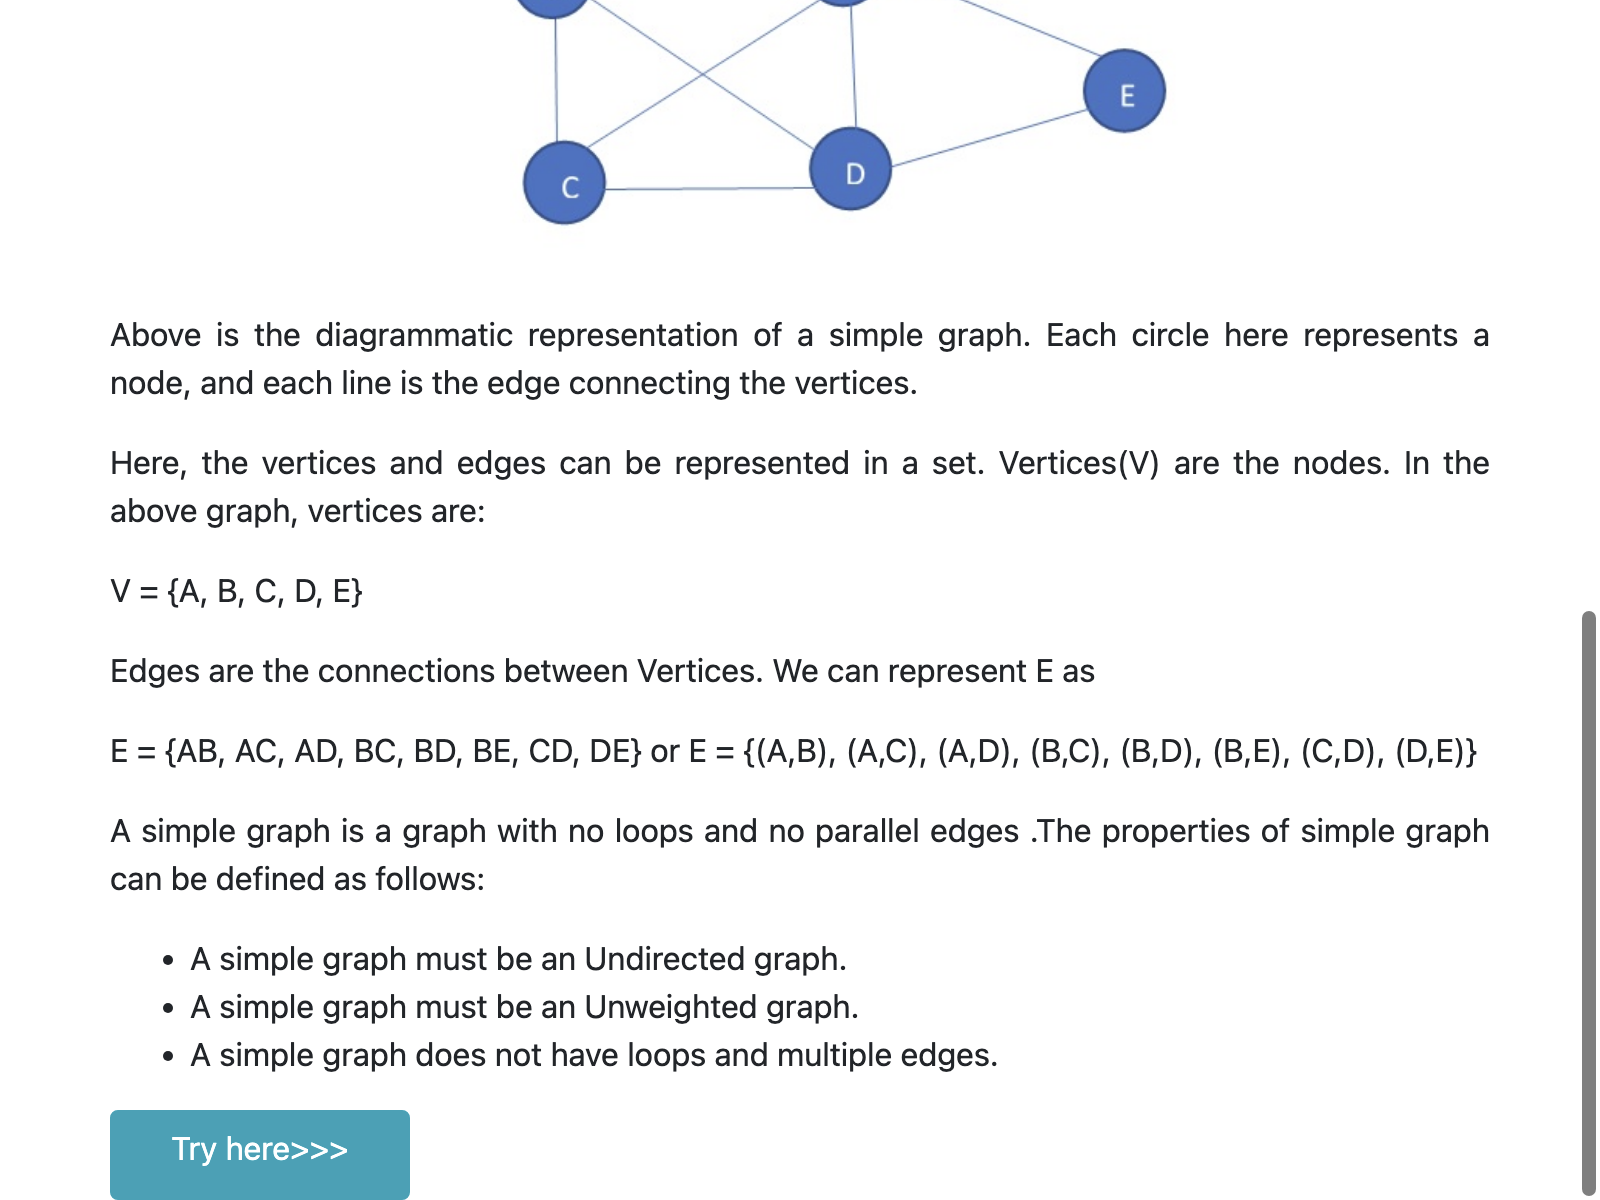 E
D
C
Above is the diagrammatic representation of a simple graph. Each circle here represents a
node, and each line is the edge connecting the vertices.
Here, the vertices and edges can be represented in a set. Vertices(V) are the nodes. In the
above graph, vertices are:
V = {A, B, C, D, E}
Edges are the connections between Vertices. We can represent E as
E = {AB, AC, AD, BC, BD, BE, CD, DE} or E = {(A,B), (A,C), (A,D), (B,C), (B,D), (B,E), (C,D), (D,E)}
A simple graph is a graph with no loops and no parallel edges .The properties of simple graph
can be defined as follows:
• A simple graph must be an Undirected graph.
• A simple graph must be an Unweighted graph.
• A simple graph does not have loops and multiple edges.
Try here>>>